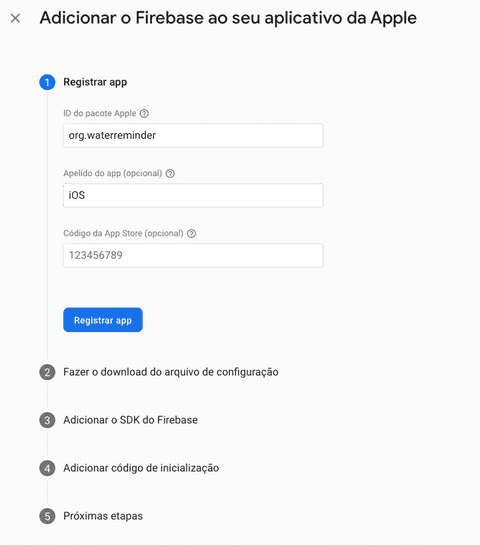 Adicionar o Firebase ao seu aplicativo da Apple
1 Registrar app
ID do pacote Apple
org.waterreminder
Apelido do app (opcional)
iOS
Código da App Store (opcional)
123456789
Registrar app
2 Fazer o download do arquivo de configuração
3 Adicionar o SDK do Firebase
4 Adicionar código de inicialização
5 Próximas etapas